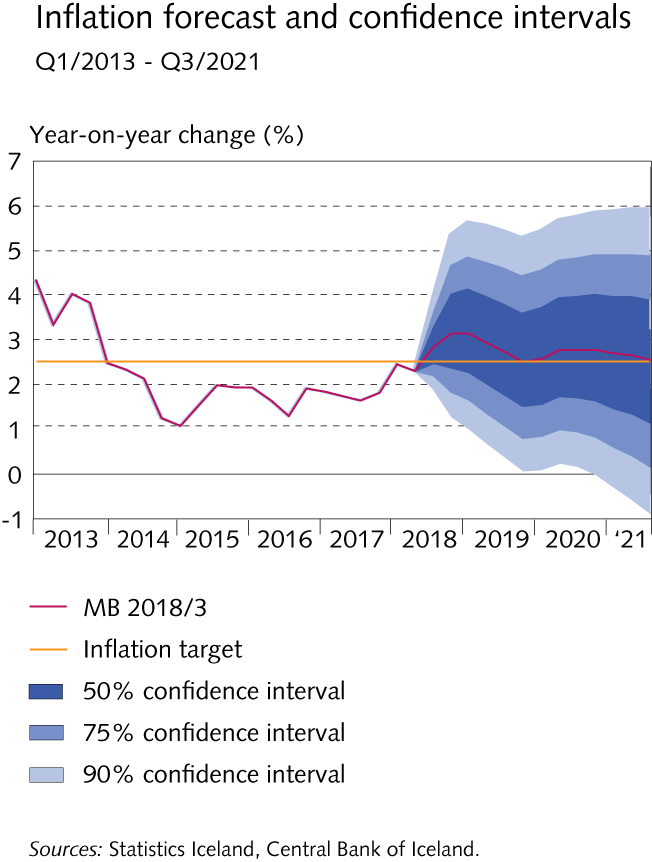 Inflation forecast and confidence intervals
Q1/2013 - Q3/2021
Year-on-year change (%)
7
6
5
4
3
2
1
0
-1
2013 2014 2015 2016 2017 2018 2019 2020 '21
MB 2018/3
Inflation target
50% confidence interval
75% confidence interval
90% confidence interval
Sources: Statistics Iceland, Central Bank of Iceland.